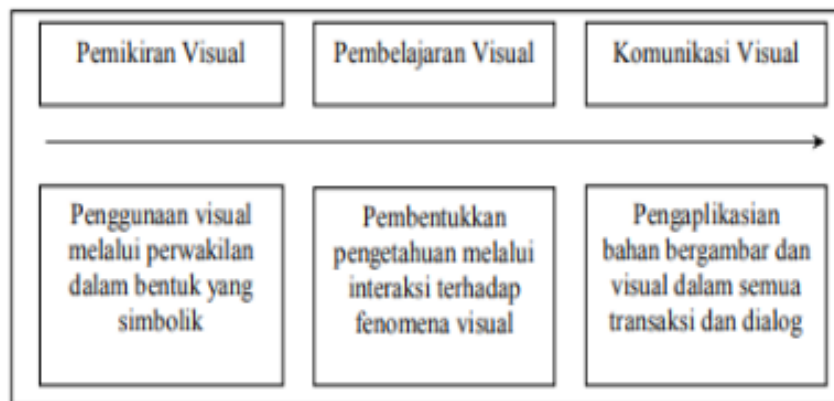 Pemikiran Visual
Pembelajaran Visual
Komunikasi Visual
Penggunaan visual
melalui perwakilan
dalam bentuk yang
simbolik
Pembentukkan
pengetahuan melalui
interaksi terhadap
fenomena visual
Pengaplikasian
bahan bergambar dan
visual dalam semua
transaksi dan dialog